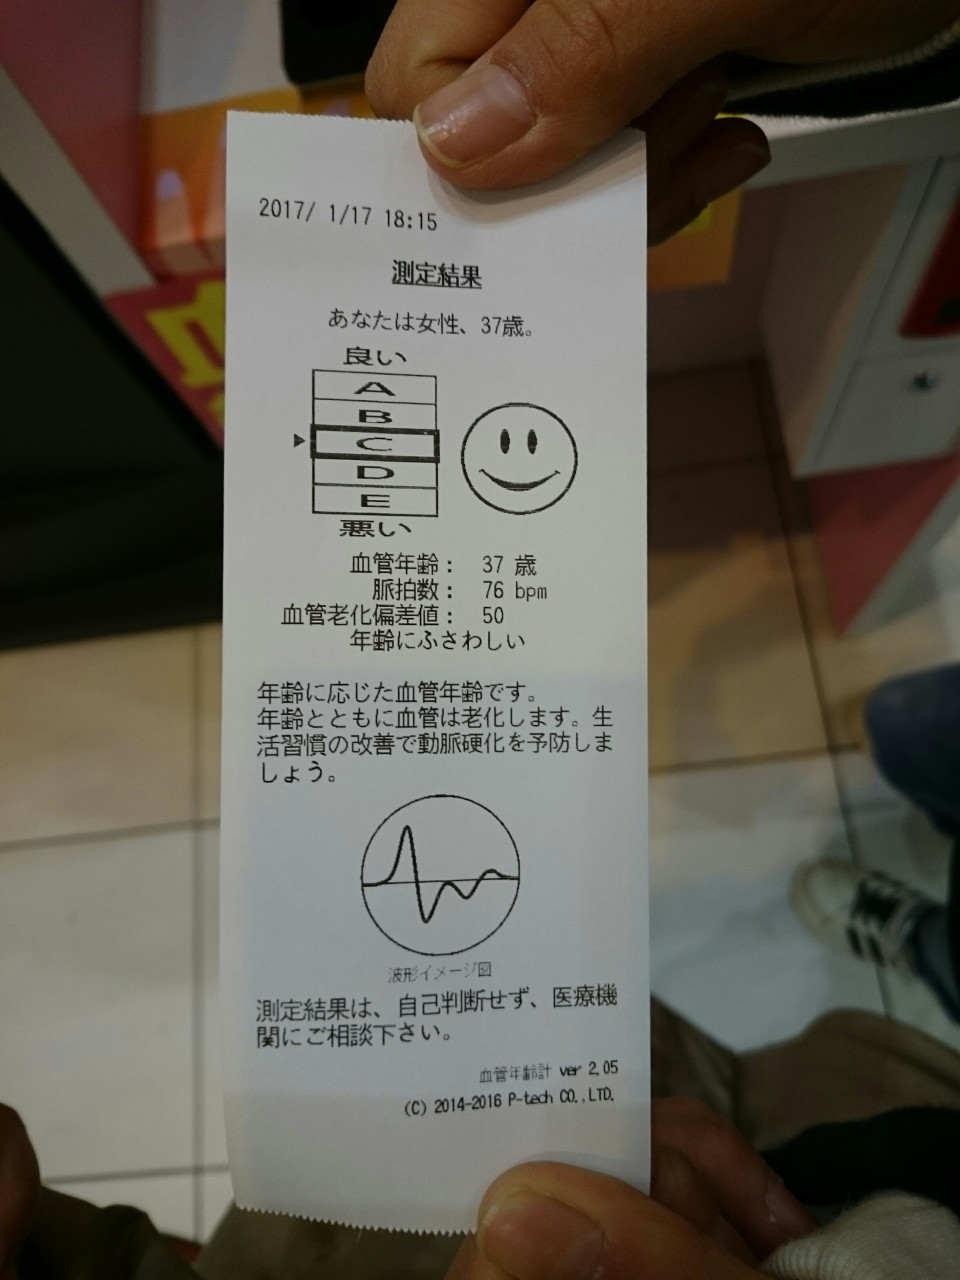 2017/ 1/17 18:15
測定結果
あなたは女性、37歳。
良い
A
B
C
D
E
悪い
血管年齢： 37 歳
脈拍数： 76 bpm
血管老化偏差値： 50
年齢にふさわしい
年齢に応じた血管年齢です。
年齢とともに血管は老化します。生
活習慣の改善で動脈硬化を予防しま
しょう。
波形イメージ図
測定結果は、自己判断せず、医療機
関にご相談下さい。
血管年齢計 ver 2.05
(C) 2014-2016 P-tech CO.,LTD.
血